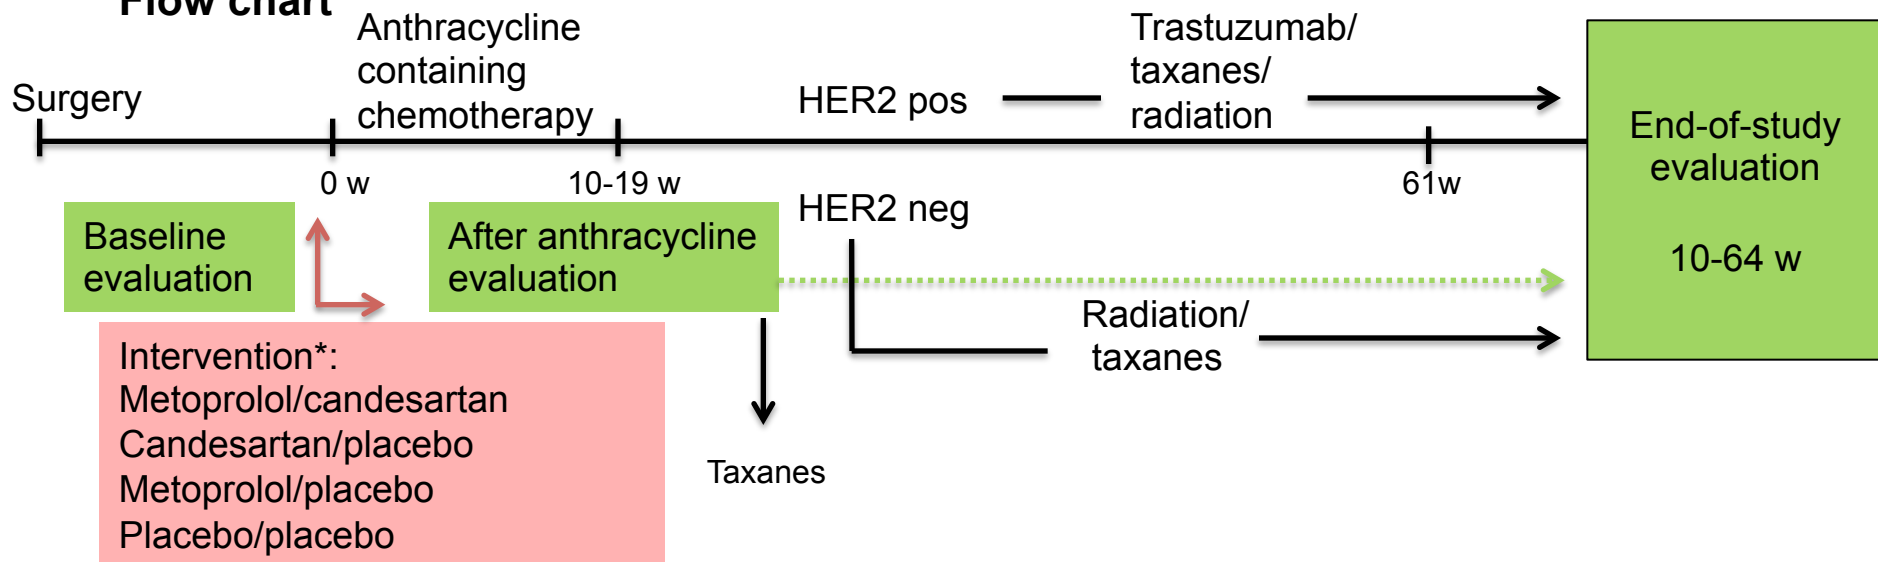 Flow chart
Anthracycline
containing
chemotherapy
Surgery
HER2 pos
Trastuzumab/
taxanes/
radiation
0 w
10-19 w
61w
End-of-study
evaluation
10-64 w
Baseline
evaluation
After anthracycline
evaluation
HER2 neg
Radiation/
taxanes
Intervention*:
Metoprolol/candesartan
Candesartan/placebo
Metoprolol/placebo
Placebo/placebo
Taxanes